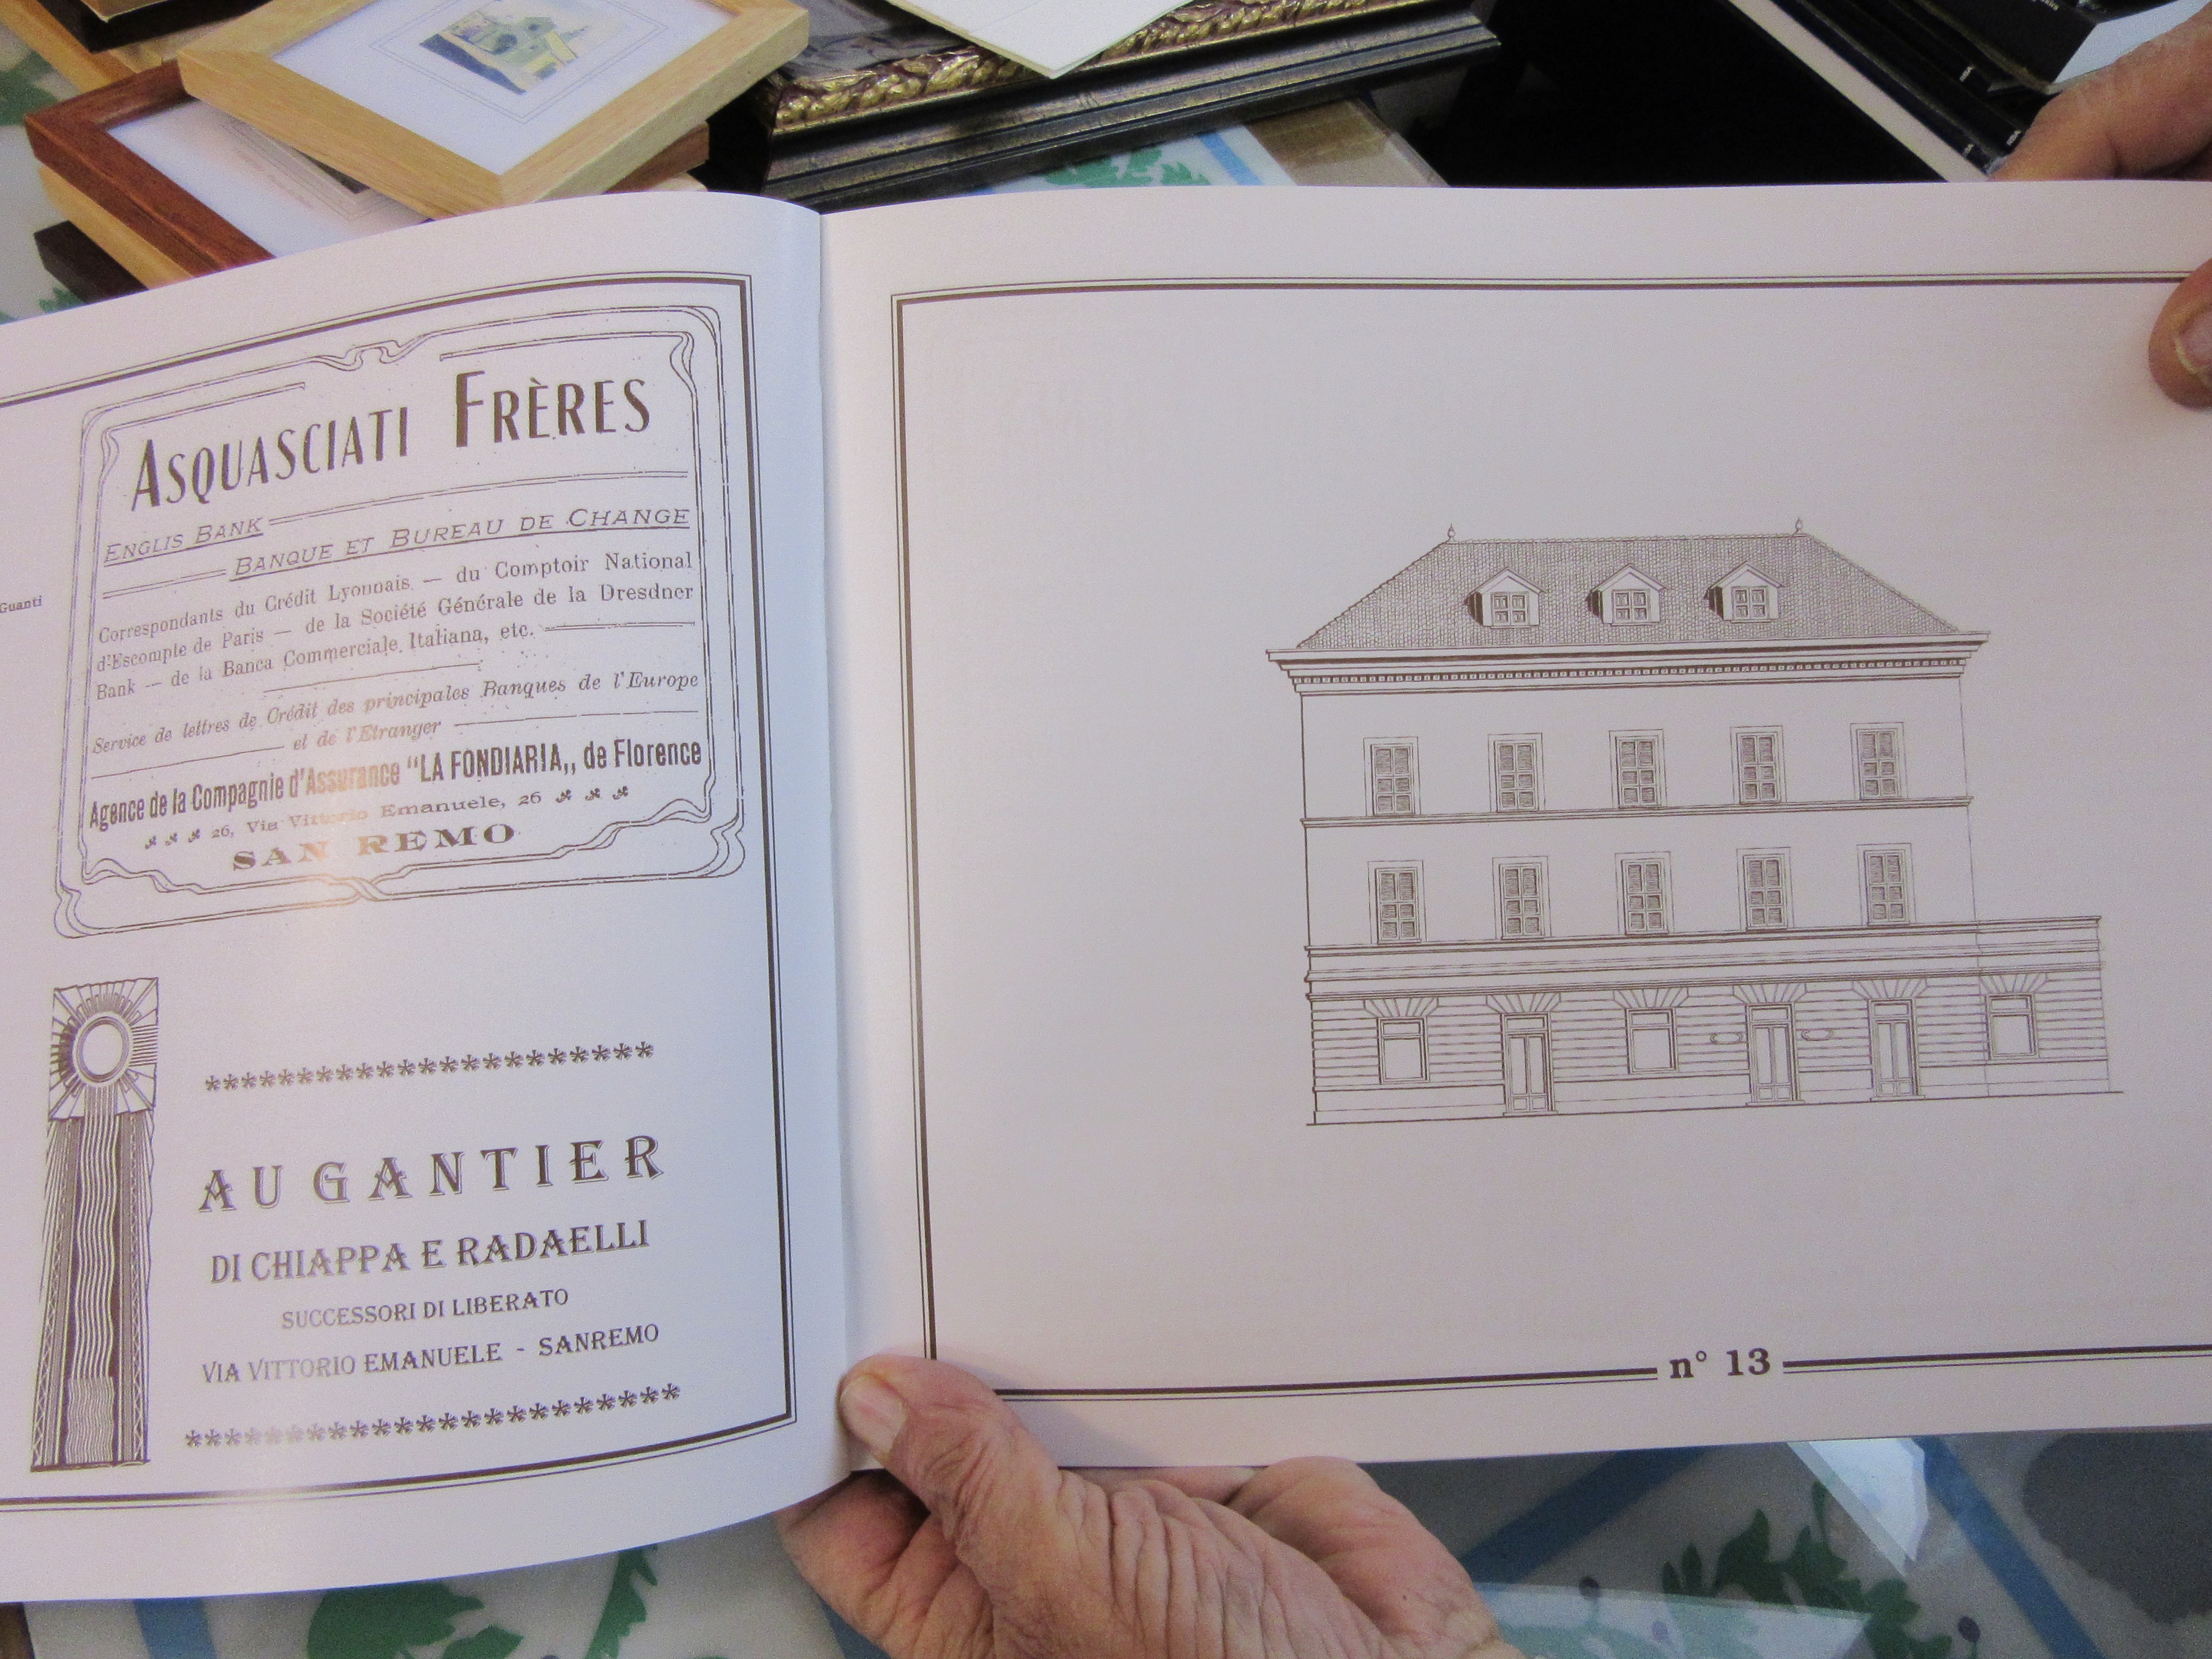 Guanti
ASQUASCIATI FRÈRES
ENGLIS BANK
BANQUE ET BUREAU DE CHANGE
Correspondants du Crédit Lyonnais — du Comptoir National
d'Escompte de Paris — de la Société Générale de la Dresdner
Bank — de la Banca Commerciale Italiana, etc.
Service de lettres de Crédit des principales Banques de l'Europe
et de l'Etranger
Agence de la Compagnie d'Assurance "LA FONDIARIA,, de Florence
26, Via Vittorio Emanuele, 26
SAN REMO
*************************
AU GANTIER
DI CHIAPPA E RADAELLI
SUCCESSORI DI LIBERATO
VIA VITTORIO EMANUELE - SANREMO
***************************
n° 13